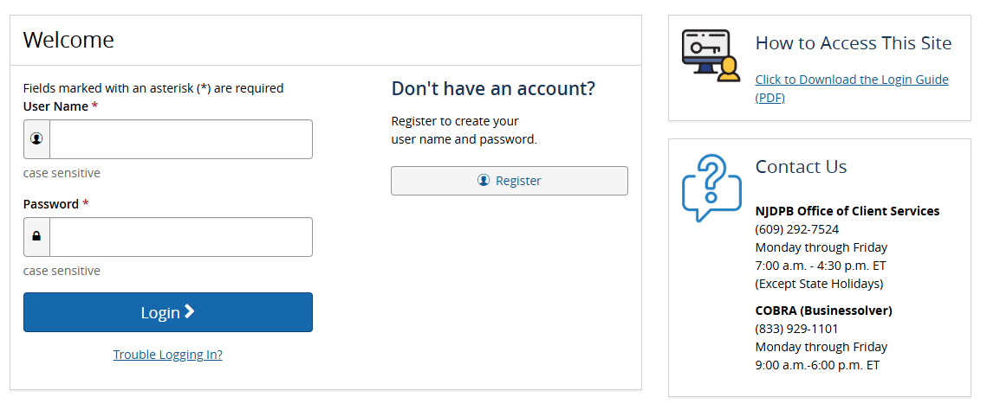 Welcome
Fields marked with an asterisk (*) are required
User Name *
case sensitive
Password *
case sensitive
Login
Trouble Logging In?
Don't have an account?
Register to create your
user name and password.
Register
How to Access This Site
Click to Download the Login Guide
(PDF)
Contact Us
NJDPB Office of Client Services
(609) 292-7524
Monday through Friday
7:00 a.m. - 4:30 p.m. ET
(Except State Holidays)
COBRA (Businessolver)
(833) 929-1101
Monday through Friday
9:00 a.m.-6:00 p.m. ET